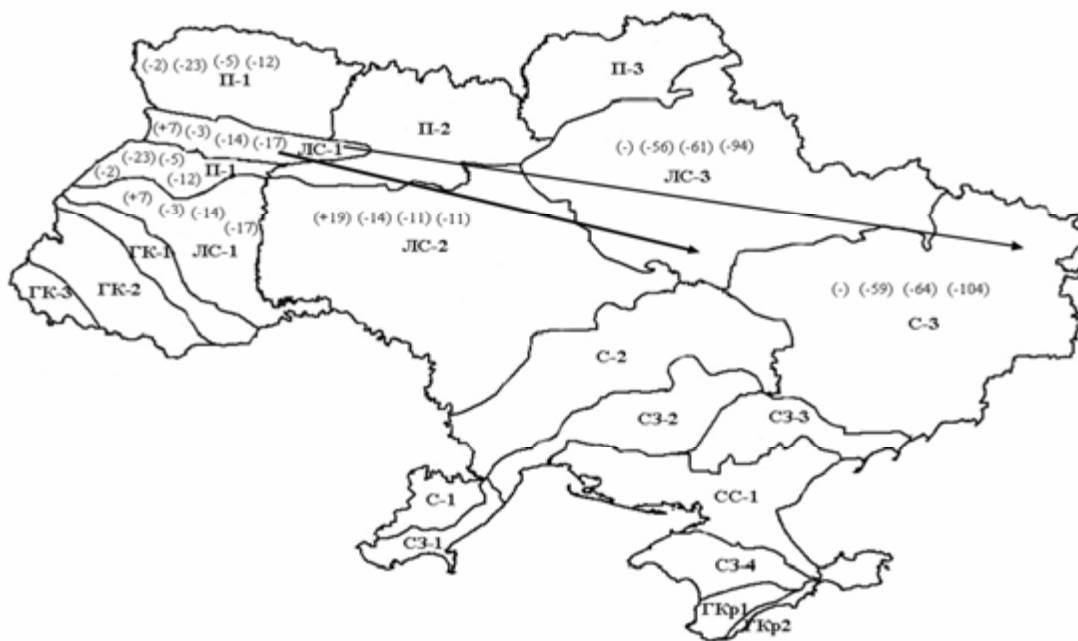 (-2) (-23) (-5) (-12)
П-1
П-3
П-2
(+7) (-3) (-14) (-17)
ЛС-1
(-) (-56) (-61) (-94)
ЛС-3
(-2) (-23) (-5) (-12)
П-1
(+7) (-3) (-14) (-17)
ЛС-1
(+19) (-14) (-11) (-11)
ЛС-2
ГК-1
ГК-2
ГК-3
(-) (-59) (-64) (-104)
С-3
С-2
СЗ-2
СЗ-3
С-1
СС-1
СЗ-1
СЗ-4
ГКр1
ГКр2